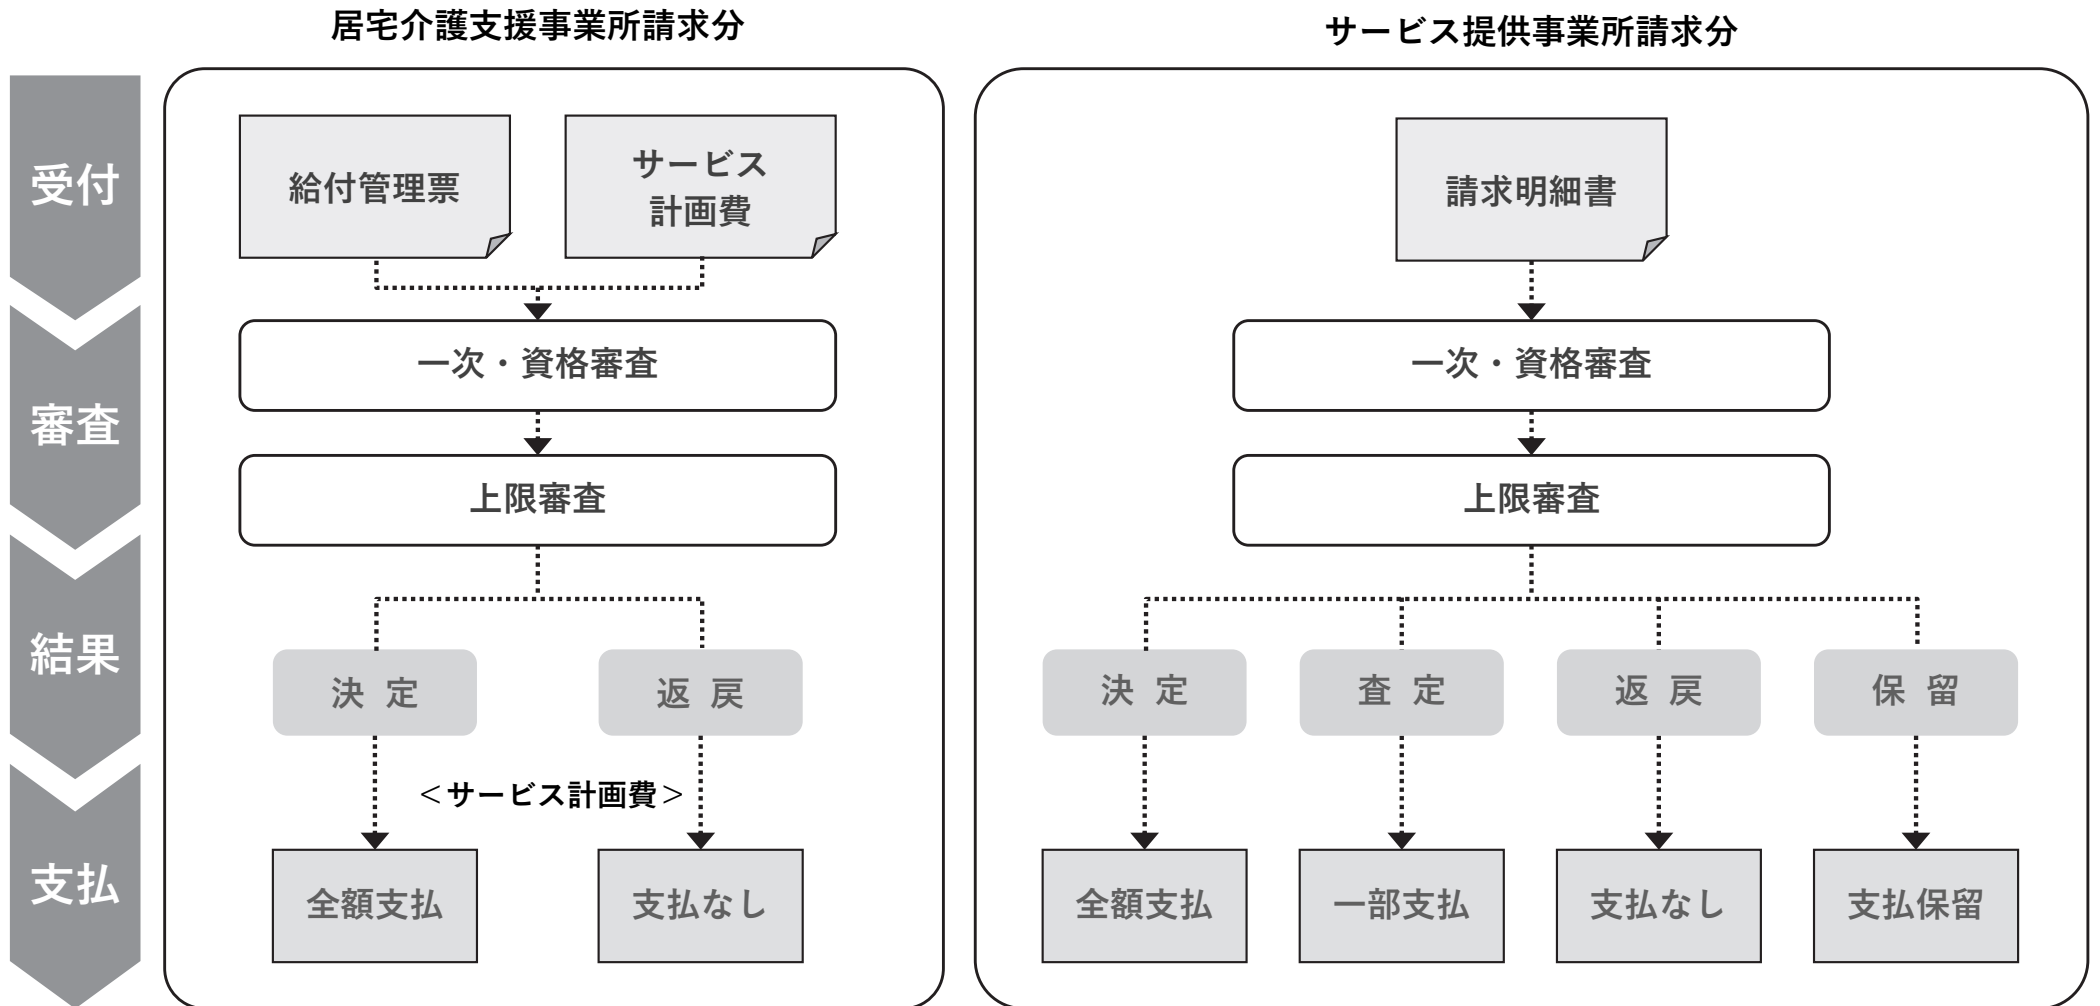 居宅介護支援事業所請求分
サービス提供事業所請求分
受付
給付管理票
サービス
計画費
請求明細書
審査
一次・資格審査
一次・資格審査
上限審査
上限審査
結果
決 定
返 戻
決 定
査 定
返 戻
保 留
<サービス計画費>
支払
全額支払
支払なし
全額支払
一部支払
支払なし
支払保留